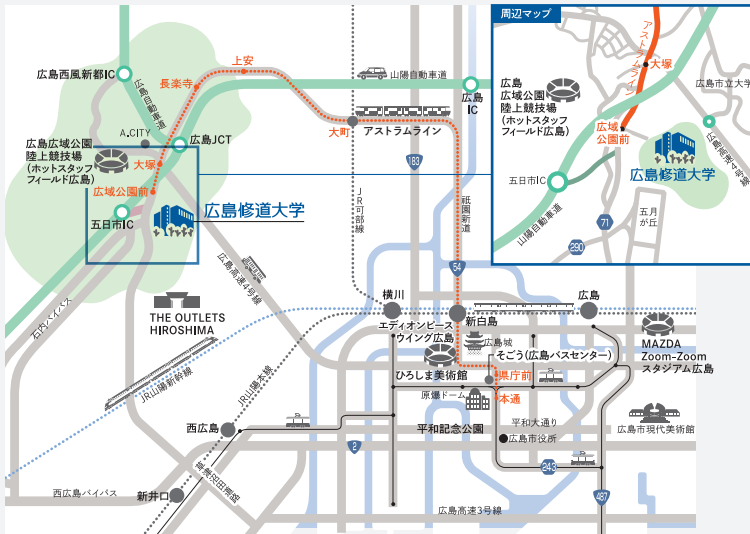 周辺マップ
アストラムライン
大塚
広島
広域公園
陸上競技場
(ホットスタッフ
フィールド広島)
広島市立大学
広域
公園前
広島高速4号線
広島修道大学
五日市IC
山陽自動車道
71
五月
が丘
290
広島西風新都IC
広島自動車道
上安
長楽寺
山陽自動車道
広島
IC
A.CITY
広島JCT
大町
アストラムライン
広島広域公園
陸上競技場
(ホットスタッフ
フィールド広島)
大塚
広域公園前
183
JR可部線
祇園新道
広島修道大学
五日市IC
広島高速4号線
54
石内バイパス
THE OUTLETS
HIROSHIMA
横川
新白島
広島
エディオンピース
ウイング広島
広島城
そごう(広島バスセンター)
MAZDA
Zoom-Zoom
スタジアム広島
JR山陽新幹線
JR山陽本線
ひろしま美術館
県庁前
原爆ドーム
本通
西広島
平和記念公園
平和大通り
広島市役所
広島市現代美術館
2
243
487
西広島バイパス
新井口
広島高速3号線